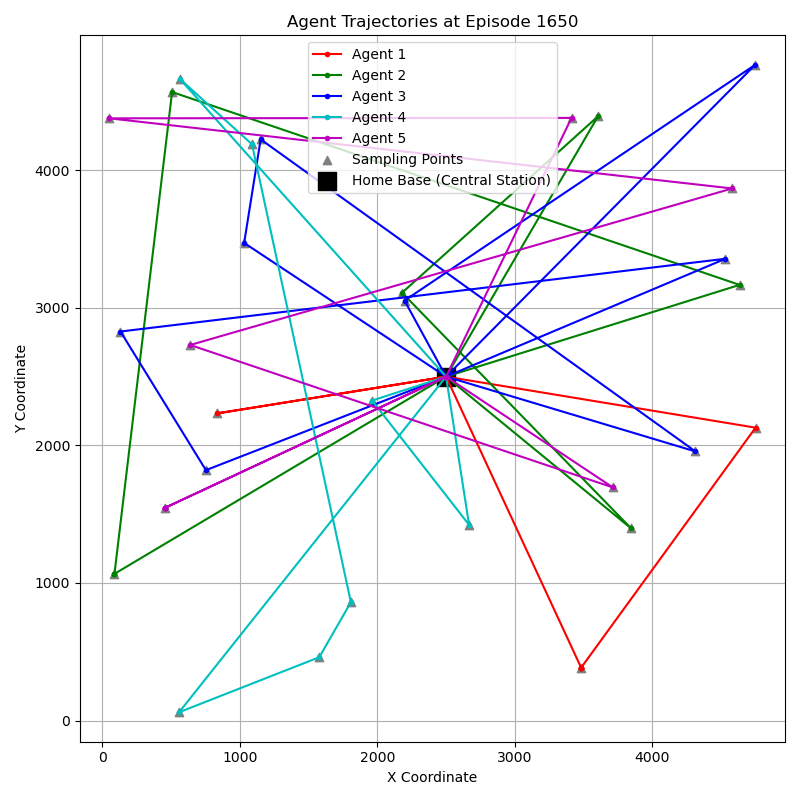 Agent Trajectories at Episode 1650
Agent 1
Agent 2
Agent 3
Agent 4
Agent 5
Sampling Points
Home Base (Central Station)
4000
3000
2000
1000
0
Y Coordinate
0 1000 2000 3000 4000
X Coordinate